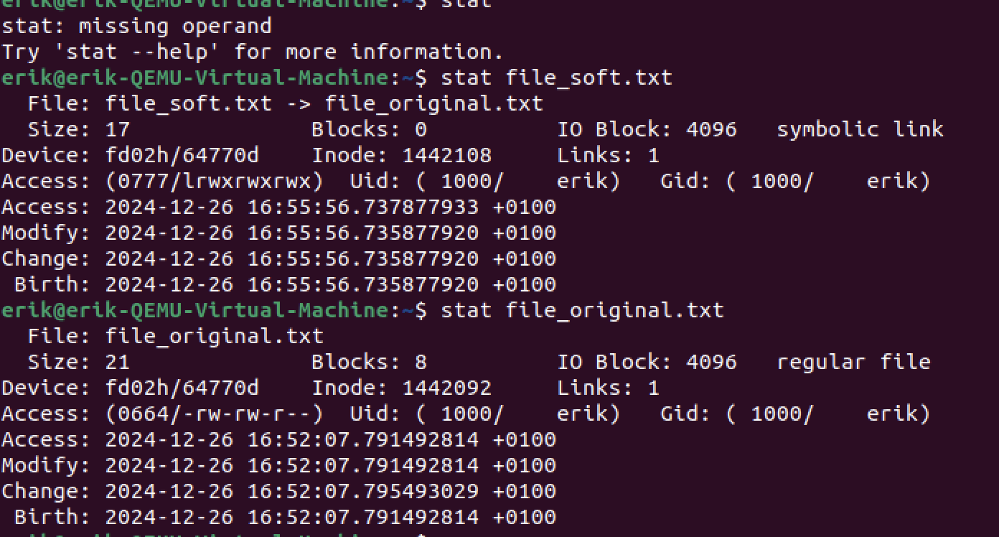 erik@erik-QEMU-Virtual-Machine:~$ stat
stat: missing operand
Try 'stat --help' for more information.
erik@erik-QEMU-Virtual-Machine:~$ stat file_soft.txt
  File: file_soft.txt -> file_original.txt
  Size: 17              Blocks: 0          IO Block: 4096   symbolic link
Device: fd02h/64770d    Inode: 1442108     Links: 1
Access: (0777/lrwxrwxrwx)  Uid: ( 1000/    erik)   Gid: ( 1000/    erik)
Access: 2024-12-26 16:55:56.737877933 +0100
Modify: 2024-12-26 16:55:56.735877920 +0100
Change: 2024-12-26 16:55:56.735877920 +0100
 Birth: 2024-12-26 16:55:56.735877920 +0100
erik@erik-QEMU-Virtual-Machine:~$ stat file_original.txt
  File: file_original.txt
  Size: 21              Blocks: 8          IO Block: 4096   regular file
Device: fd02h/64770d    Inode: 1442092     Links: 1
Access: (0664/-rw-rw-r--)  Uid: ( 1000/    erik)   Gid: ( 1000/    erik)
Access: 2024-12-26 16:52:07.791492814 +0100
Modify: 2024-12-26 16:52:07.791492814 +0100
Change: 2024-12-26 16:52:07.795493029 +0100
 Birth: 2024-12-26 16:52:07.791492814 +0100